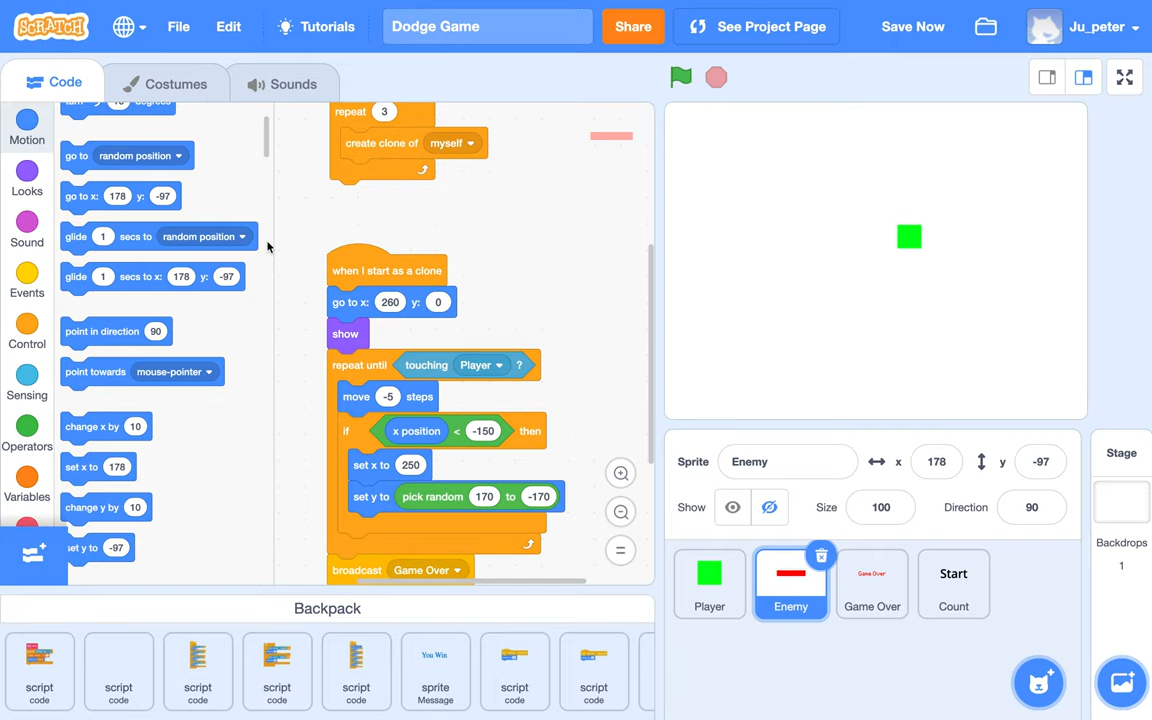 SCRATCH
File
Edit
Tutorials
Dodge Game
Share
See Project Page
Save Now
Ju_peter
Code
Costumes
Sounds
Motion
Looks
Sound
Events
Control
Sensing
Operators
Variables
go to random position
go to x: 178 y: -97
glide 1 secs to random position
glide 1 secs to x: 178 y: -97
point in direction 90
point towards mouse-pointer
change x by 10
set x to 178
change y by 10
set y to -97
repeat 3
create clone of myself
when I start as a clone
go to x: 260 y: 0
show
repeat until touching Player ?
move -5 steps
if x position < -150 then
set x to 250
set y to pick random 170 to -170
broadcast Game Over
Sprite Enemy x 178 y -97
Show Size 100 Direction 90
Player
Enemy
Game Over
Game Over
Start
Count
Stage
Backdrops
1
Backpack
script
code
script
code
script
code
script
code
script
code
You Win
sprite
Message
script
code
script
code